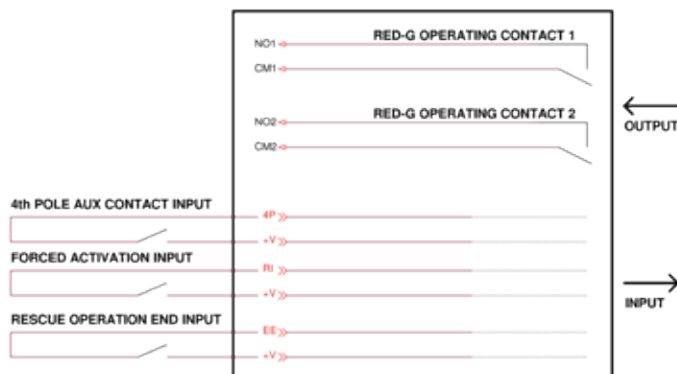 NO1 RED-G OPERATING CONTACT 1
CM1
NO2 RED-G OPERATING CONTACT 2
CM2
OUTPUT
4th POLE AUX CONTACT INPUT
4P
+V
FORCED ACTIVATION INPUT
RI
+V
INPUT
RESCUE OPERATION END INPUT
EE
+V